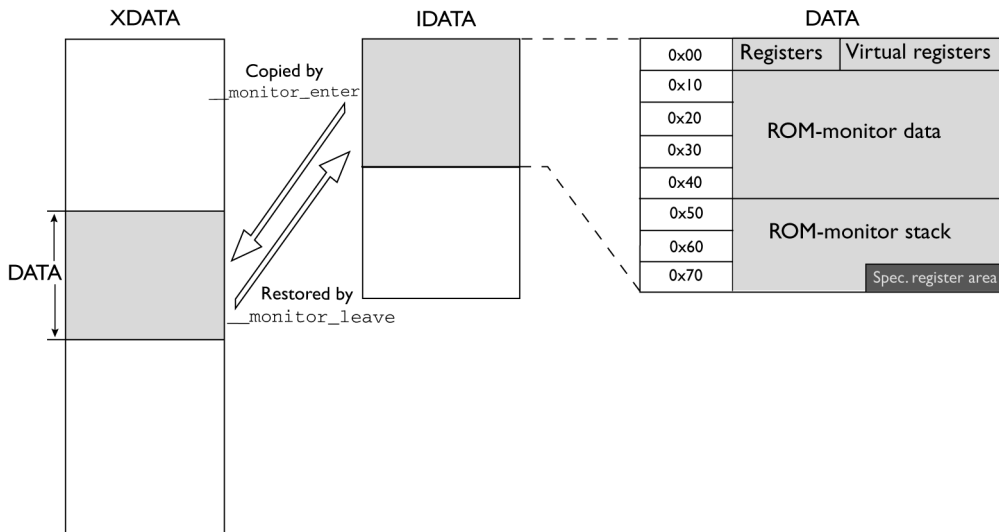 XDATA
IDATA
DATA
Copied by
__monitor_enter
DATA
Restored by
__monitor_leave
0x00
Registers
Virtual registers
0x10
0x20
0x30
0x40
ROM-monitor data
0x50
0x60
0x70
ROM-monitor stack
Spec. register area